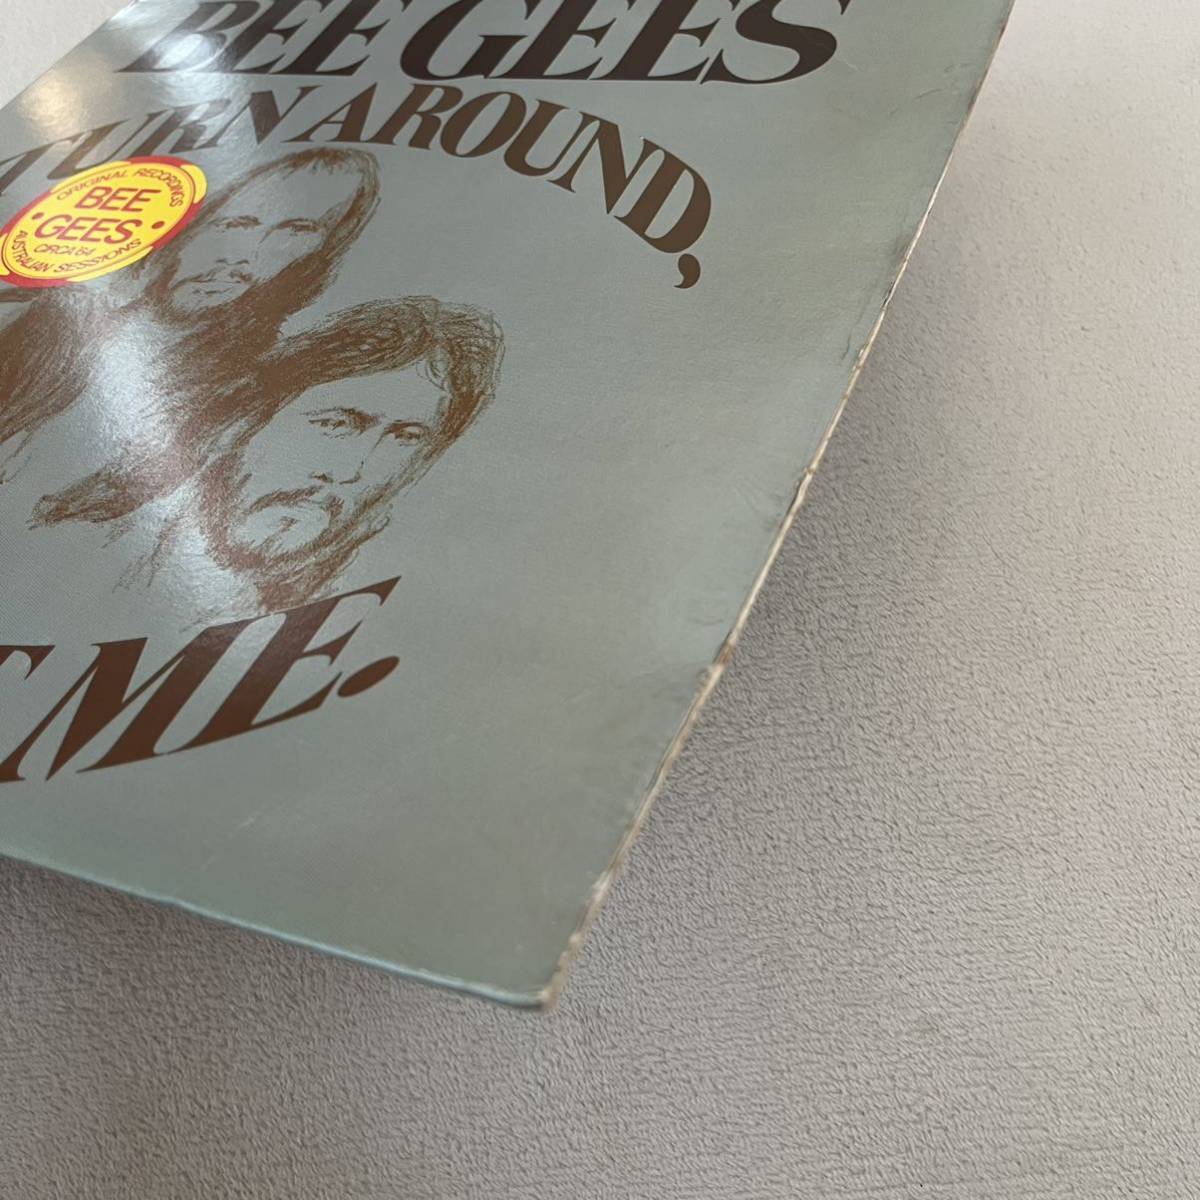 BEE GEES
TURN AROUND,
ORIGINAL RECORDINGS
BEE
GEES
CIRCA '64
AUSTRALIAN SESSIONS
ME.